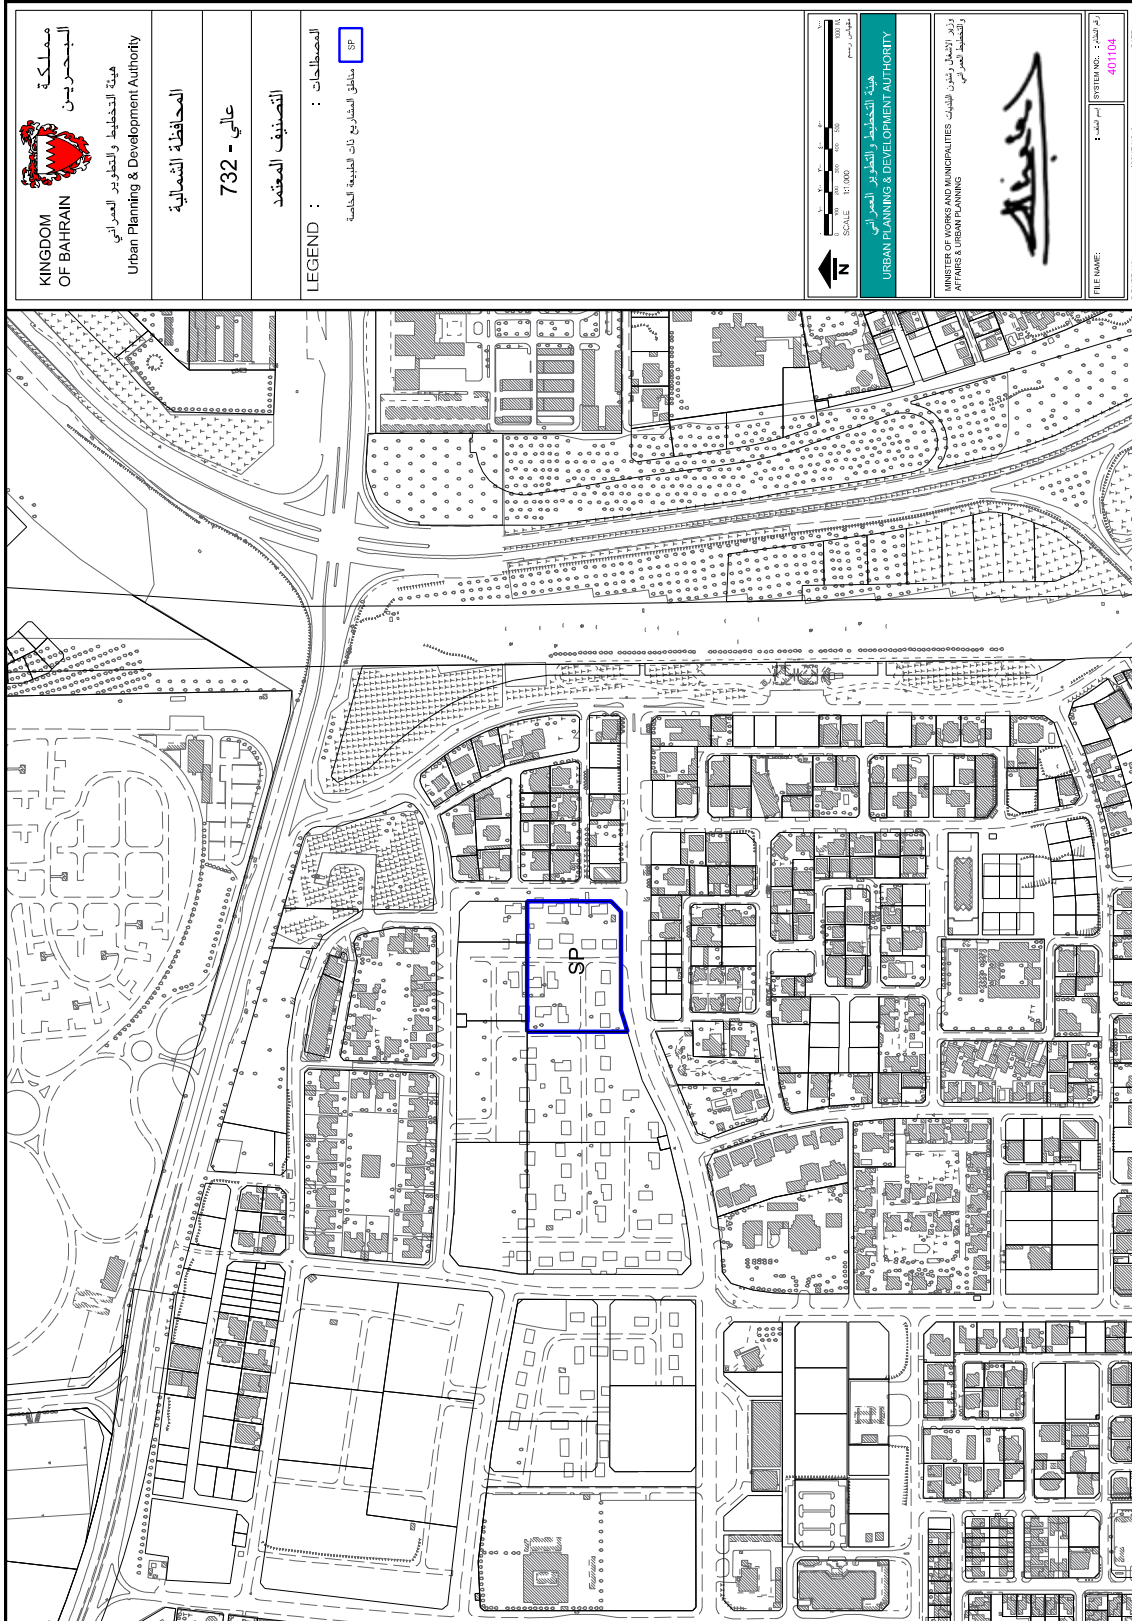 KINGDOM
OF BAHRAIN
مملكة
البحرين
هيئة التخطيط والتطوير العمراني
Urban Planning & Development Authority
المحافظة الشمالية
عالي - 732
التصنيف المعتمد
LEGEND :
المصطلحات :
SP
مناطق المشاريع ذات الطبيعة الخاصة
N
SCALE 1:1,000
مقياس رسم
هيئة التخطيط والتطوير العمراني
URBAN PLANNING & DEVELOPMENT AUTHORITY
MINISTER OF WORKS AND MUNICIPALITIES
AFFAIRS & URBAN PLANNING
وزير الأشغال وشئون البلديات
والتخطيط العمراني
FILE NAME:
اسم الملف :
SYSTEM NO.:
رقم النظام :
401104
SP